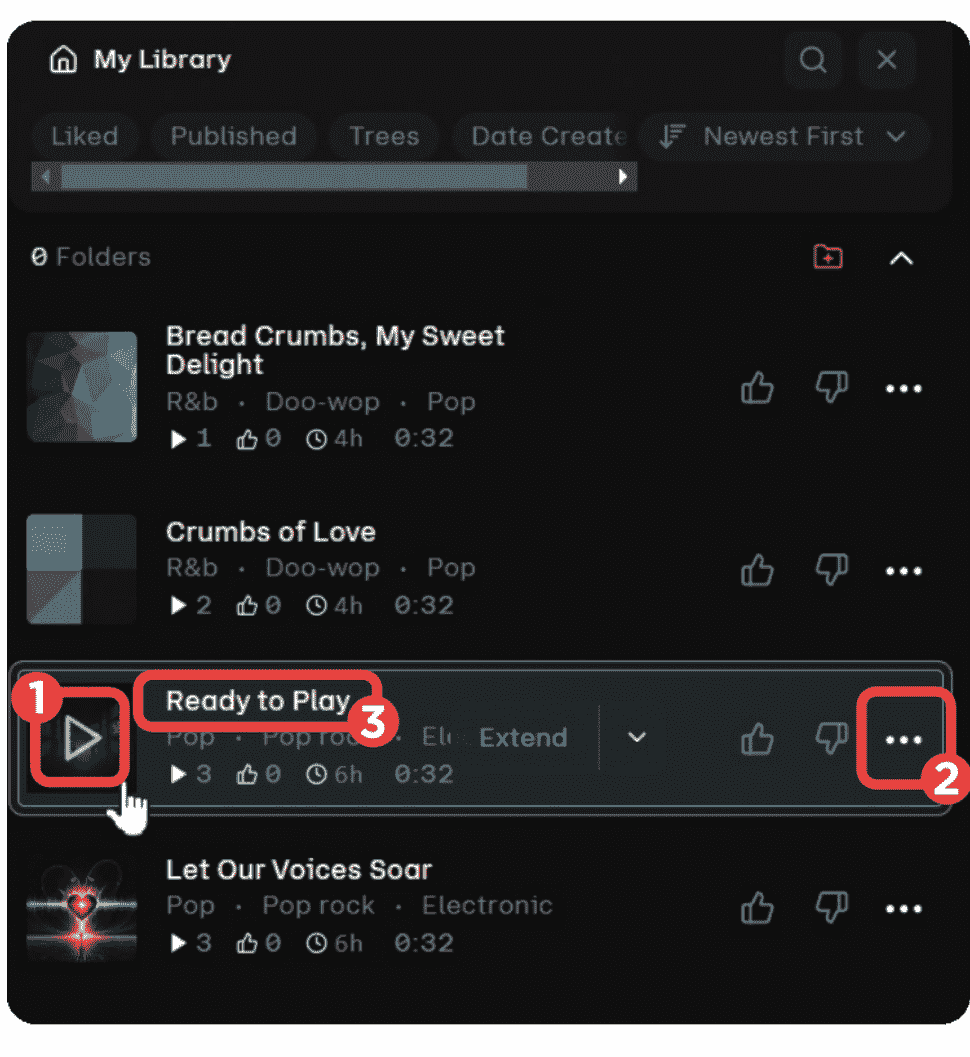 My Library
Liked Published Trees Date Create Newest First
0 Folders
Bread Crumbs, My Sweet
Delight
R&b · Doo-wop · Pop
1 0 4h 0:32
Crumbs of Love
R&b · Doo-wop · Pop
2 0 4h 0:32
1
Ready to Play
3
Pop · Pop roc · Ele Extend
3 0 6h 0:32
2
Let Our Voices Soar
Pop · Pop rock · Electronic
3 0 6h 0:32